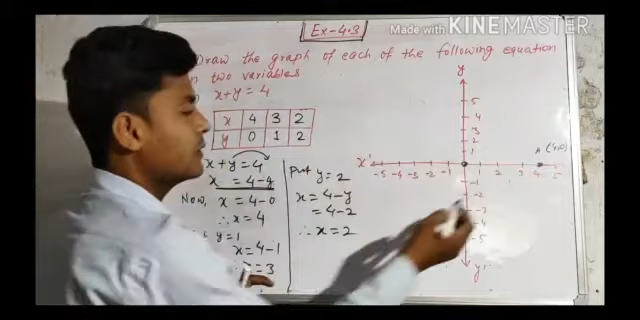 Ex-4.3
Made with KINEMASTER
Draw the graph of each of the following equation
in two variables
x+y=4
x 4 3 2
y 0 1 2
x+y=4
x = 4-y
Now, x = 4-0
∴ x = 4
y=1
x=4-1
=3
Put y=2
x=4-y
=4-2
∴ x=2
y
5
4
3
2
1
A (4,0)
x'
-5 -4 -3 -2 -1 1 2 3 4 5
-1
-2
-3
-4
-5
y'